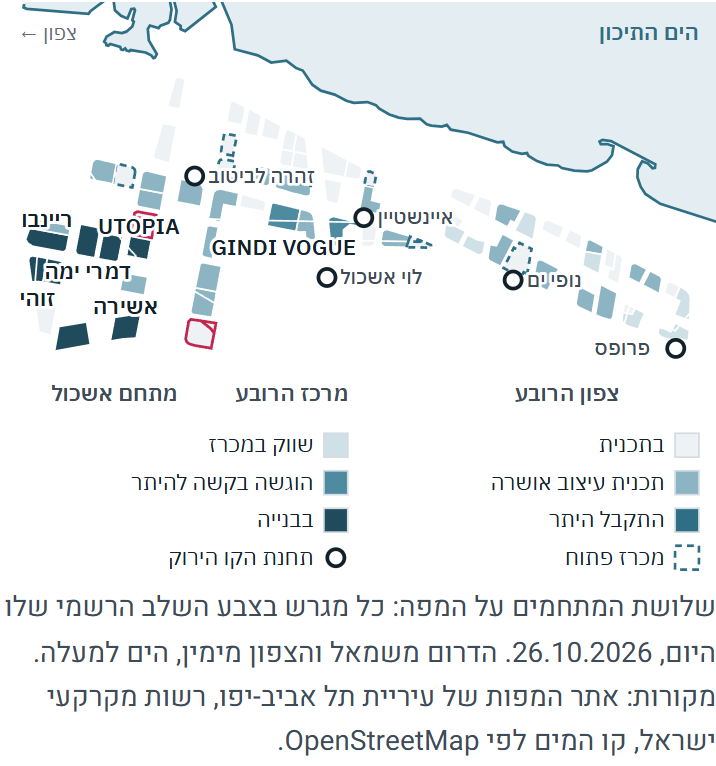 הים התיכון
צפון ←
זהרה לביטוב
איינשטיין
ריינבו
UTOPIA
GINDI VOGUE
דמרי ימה
לוי אשכול
נופי ים
זוהי
אשירה
פרופס
צפון הרובע
מרכז הרובע
מתחם אשכול
בתכנית
שווק במכרז
תכנית עיצוב אושרה
הוגשה בקשה להיתר
התקבל היתר
בבנייה
מכרז פתוח
תחנת הקו הירוק
שלושת המתחמים על המפה: כל מגרש בצבע השלב הרשמי שלו
היום, 26.10.2026. הדרום משמאל והצפון מימין, הים למעלה.
מקורות: אתר המפות של עיריית תל אביב-יפו, רשות מקרקעי
ישראל, קו המים לפי OpenStreetMap.